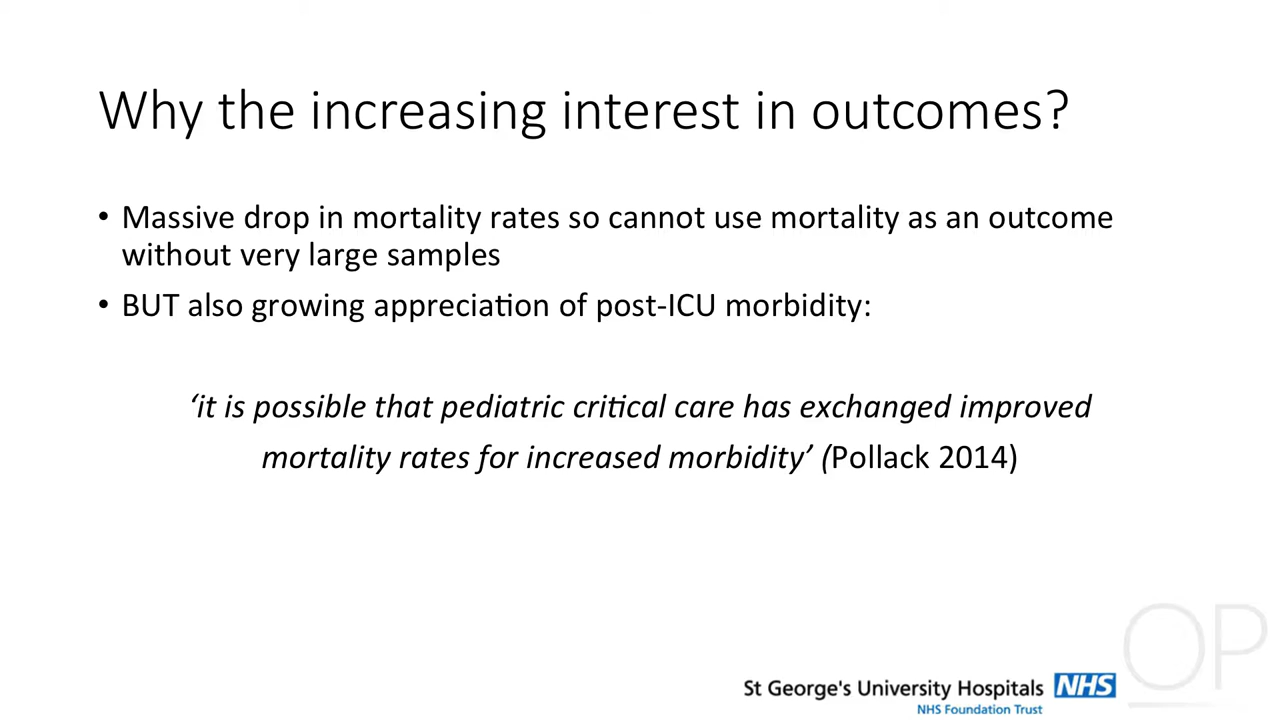 Why the increasing interest in outcomes?
• Massive drop in mortality rates so cannot use mortality as an outcome
without very large samples
• BUT also growing appreciation of post-ICU morbidity:
‘it is possible that pediatric critical care has exchanged improved
mortality rates for increased morbidity’ (Pollack 2014)
OP
St George's University Hospitals NHS
NHS Foundation Trust